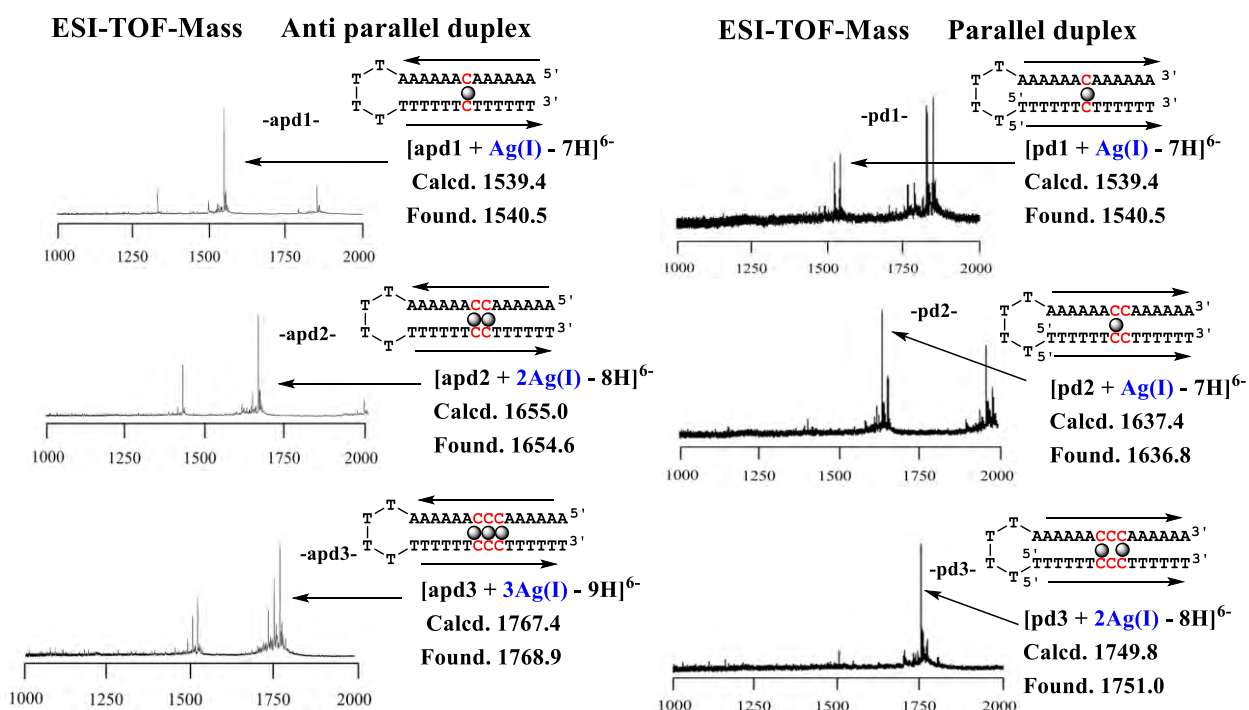 ESI-TOF-Mass Anti parallel duplex
-apd1-
T
T AAAAAACAAAAAA 5'
T
T TTTTTTCTTTTTT 3'
[apd1 + Ag(I) - 7H]6-
Calcd. 1539.4
Found. 1540.5
1000 1250 1500 1750 2000
-apd2-
T
T AAAAAACCAAAAAA 5'
T
T TTTTTTCCTTTTTT 3'
[apd2 + 2Ag(I) - 8H]6-
Calcd. 1655.0
Found. 1654.6
1000 1250 1500 1750 2000
-apd3-
T
T AAAAAACCCAAAAAA 5'
T
T TTTTTTCCCTTTTTT 3'
[apd3 + 3Ag(I) - 9H]6-
Calcd. 1767.4
Found. 1768.9
1000 1250 1500 1750 2000
ESI-TOF-Mass Parallel duplex
-pd1-
T
T AAAAAACAAAAAA 3'
T 5' TTTTTTCTTTTTT 3'
T 5'
[pd1 + Ag(I) - 7H]6-
Calcd. 1539.4
Found. 1540.5
1000 1250 1500 1750 2000
-pd2-
T
T AAAAAACCAAAAAA 3'
T 5' TTTTTTCCTTTTTT 3'
T 5'
[pd2 + Ag(I) - 7H]6-
Calcd. 1637.4
Found. 1636.8
1000 1250 1500 1750 2000
-pd3-
T
T AAAAAACCCAAAAAA 3'
T 5' TTTTTTCCCTTTTTT 3'
T 5'
[pd3 + 2Ag(I) - 8H]6-
Calcd. 1749.8
Found. 1751.0
1000 1250 1500 1750 2000